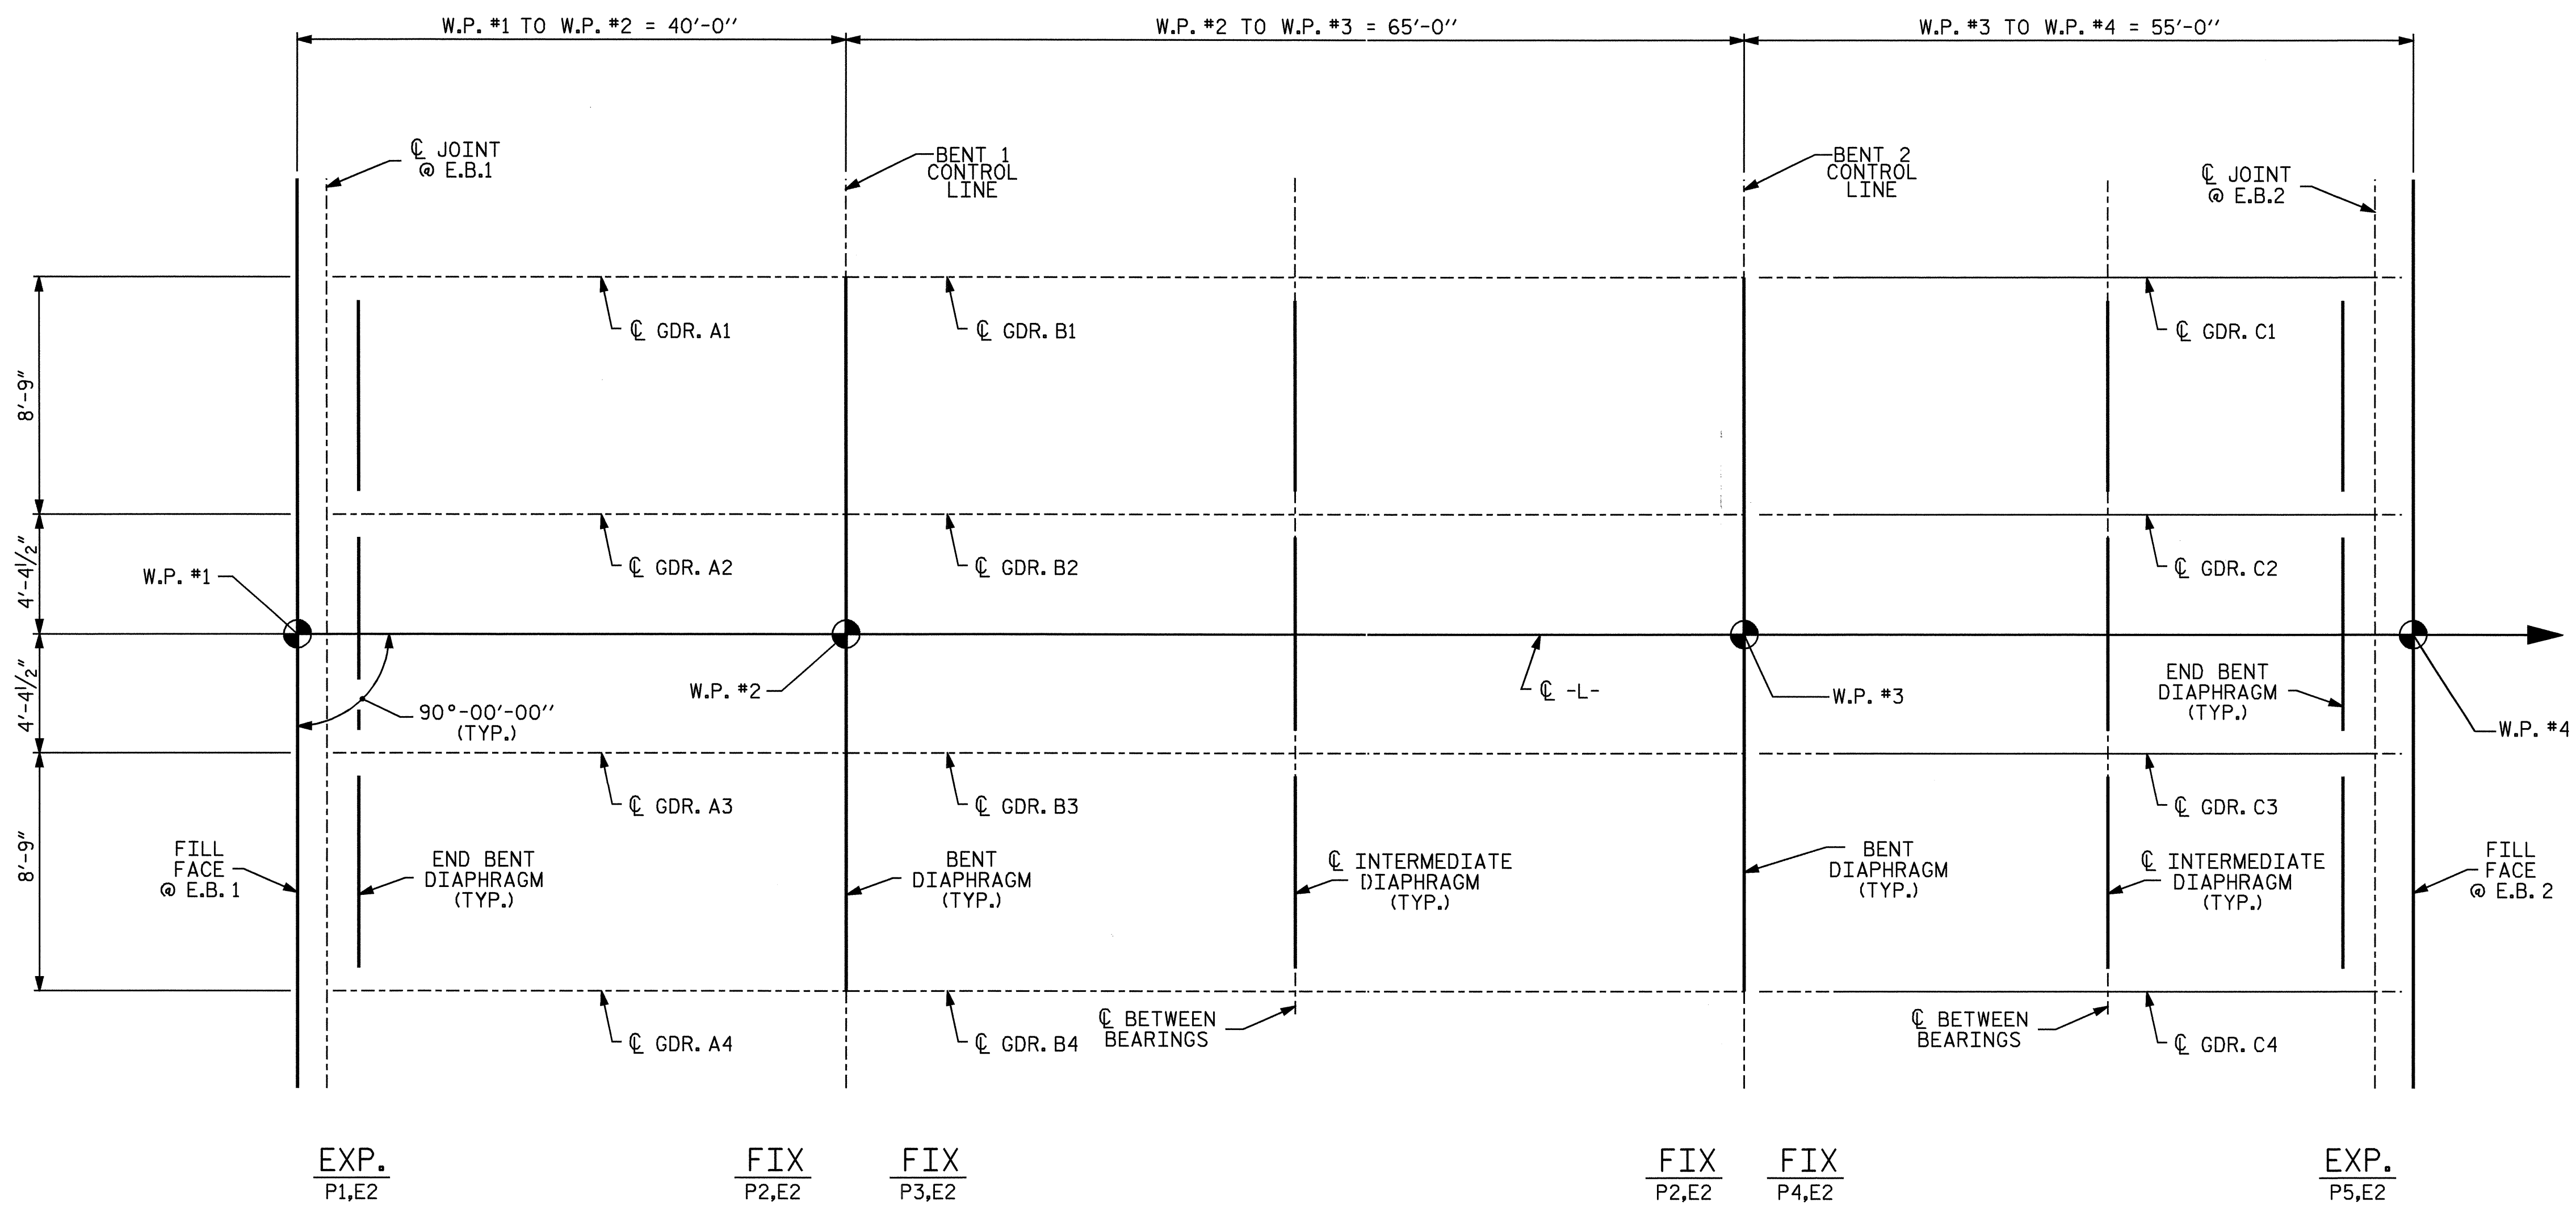 W.P. #1 TO W.P. #2 = 40'-0"
W.P. #2 TO W.P. #3 = 65'-0"
W.P. #3 TO W.P. #4 = 55'-0"
℄ JOINT
@ E.B.1
BENT 1
CONTROL
LINE
BENT 2
CONTROL
LINE
℄ JOINT
@ E.B.2
8'-9"
℄ GDR. A1
℄ GDR. B1
℄ GDR. C1
4'-4½"
W.P. #1
℄ GDR. A2
℄ GDR. B2
℄ GDR. C2
4'-4½"
90°-00'-00"
(TYP.)
W.P. #2
℄ -L-
W.P. #3
END BENT
DIAPHRAGM
(TYP.)
W.P. #4
℄ GDR. A3
℄ GDR. B3
℄ GDR. C3
8'-9"
FILL
FACE
@ E.B. 1
END BENT
DIAPHRAGM
(TYP.)
BENT
DIAPHRAGM
(TYP.)
℄ INTERMEDIATE
DIAPHRAGM
(TYP.)
BENT
DIAPHRAGM
(TYP.)
℄ INTERMEDIATE
DIAPHRAGM
(TYP.)
FILL
FACE
@ E.B. 2
℄ GDR. A4
℄ GDR. B4
℄ BETWEEN
BEARINGS
℄ BETWEEN
BEARINGS
℄ GDR. C4
EXP.
P1,E2
FIX
P2,E2
FIX
P3,E2
FIX
P2,E2
FIX
P4,E2
EXP.
P5,E2